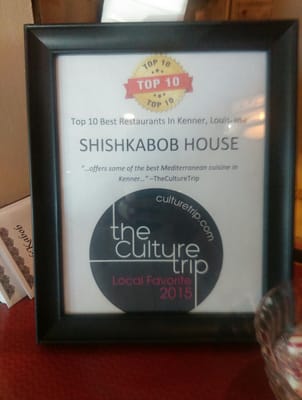 TOP 10
TOP 10
TOP 10
Top 10 Best Restaurants In Kenner,
SHISHKABOB HOUSE
"…offers some of the best Mediterranean cuisine in
Kenner…" –TheCultureTrip
culturetrip.com
the
culture
trip
Local Favorite
2015
Kabob